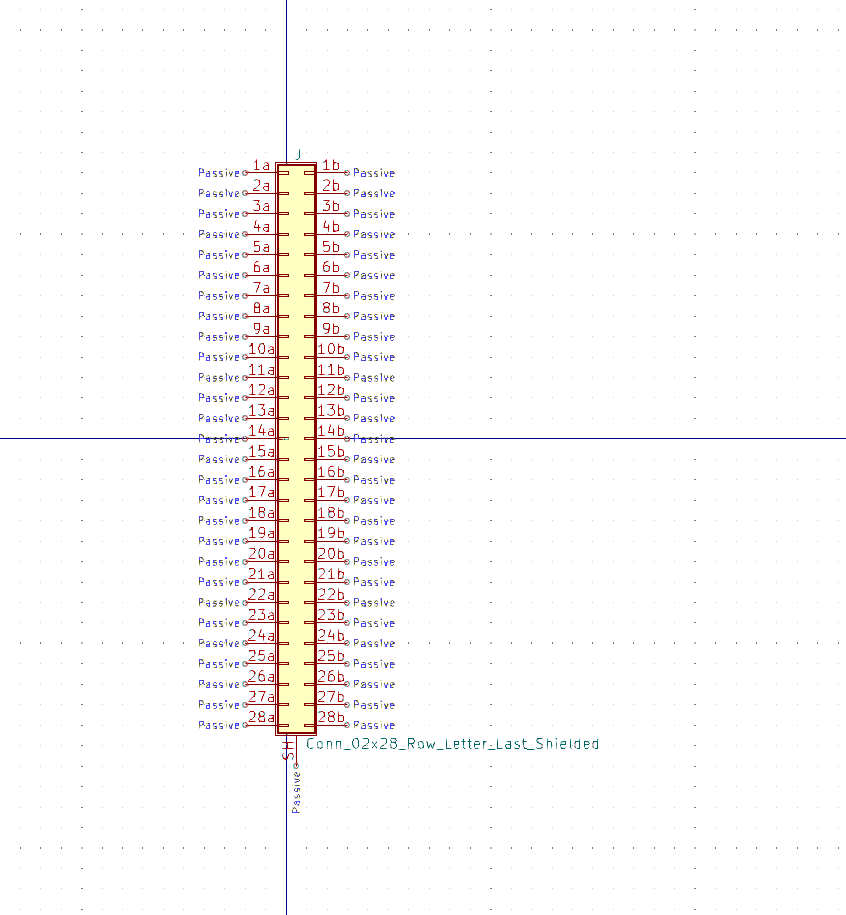 J
Passive 1a 1b Passive
Passive 2a 2b Passive
Passive 3a 3b Passive
Passive 4a 4b Passive
Passive 5a 5b Passive
Passive 6a 6b Passive
Passive 7a 7b Passive
Passive 8a 8b Passive
Passive 9a 9b Passive
Passive 10a 10b Passive
Passive 11a 11b Passive
Passive 12a 12b Passive
Passive 13a 13b Passive
Passive 14a 14b Passive
Passive 15a 15b Passive
Passive 16a 16b Passive
Passive 17a 17b Passive
Passive 18a 18b Passive
Passive 19a 19b Passive
Passive 20a 20b Passive
Passive 21a 21b Passive
Passive 22a 22b Passive
Passive 23a 23b Passive
Passive 24a 24b Passive
Passive 25a 25b Passive
Passive 26a 26b Passive
Passive 27a 27b Passive
Passive 28a 28b Passive
SH
Conn_02x28_Row_Letter_Last_Shielded
Passive